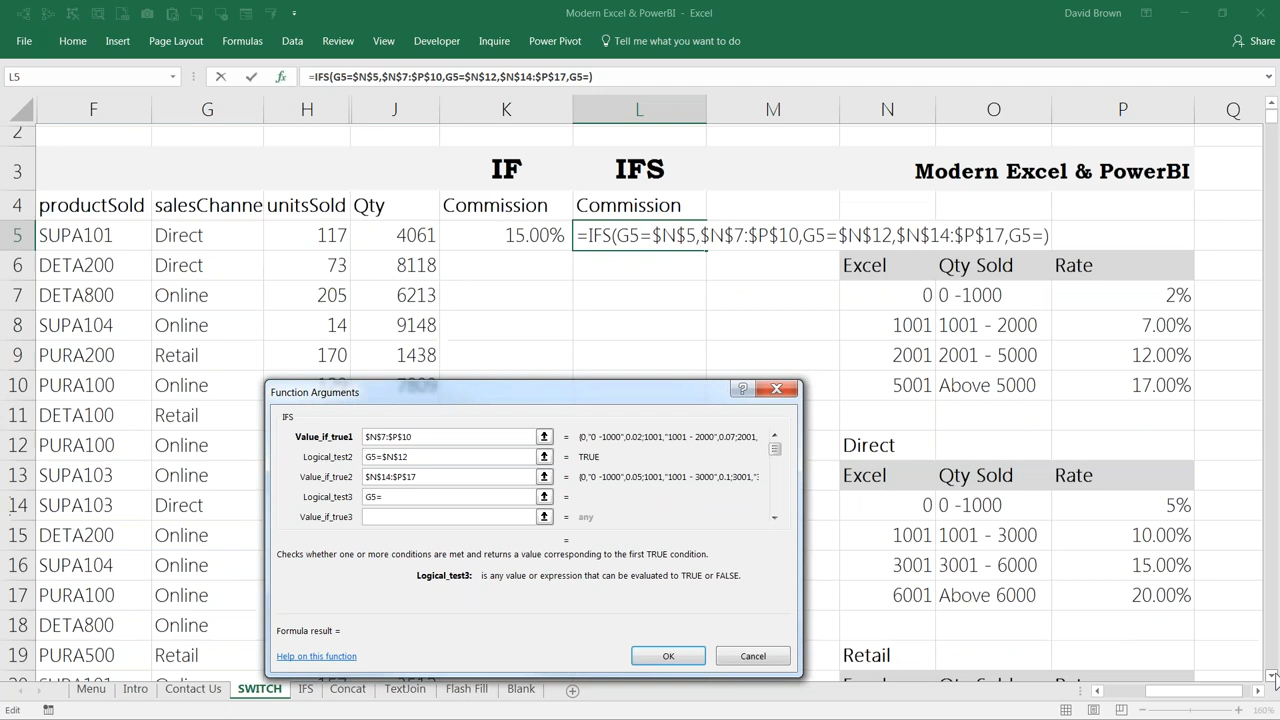 Modern Excel & PowerBI - Excel
David Brown
File Home Insert Page Layout Formulas Data Review View Developer Inquire Power Pivot Tell me what you want to do Share
L5 fx =IFS(G5=$N$5,$N$7:$P$10,G5=$N$12,$N$14:$P$17,G5=)
F G H J K L M N O P Q
2
3 IF IFS Modern Excel & PowerBI
4 productSold salesChanne unitsSold Qty Commission Commission
5 SUPA101 Direct 117 4061 15.00% =IFS(G5=$N$5,$N$7:$P$10,G5=$N$12,$N$14:$P$17,G5=)
6 DETA200 Direct 73 8118 Excel Qty Sold Rate
7 DETA800 Online 205 6213 0 0 -1000 2%
8 SUPA104 Online 14 9148 1001 1001 - 2000 7.00%
9 PURA200 Retail 170 1438 2001 2001 - 5000 12.00%
10 PURA100 Online 5001 Above 5000 17.00%
11 DETA100 Retail
12 PURA100 Online Direct
13 SUPA103 Online Excel Qty Sold Rate
14 SUPA103 Direct 0 0 -1000 5%
15 DETA200 Online 1001 1001 - 3000 10.00%
16 SUPA104 Online 3001 3001 - 6000 15.00%
17 PURA100 Online 6001 Above 6000 20.00%
18 DETA800 Online
19 PURA500 Retail Retail
Function Arguments
IFS
Value_if_true1 $N$7:$P$10 = {0,"0 -1000",0.02;1001,"1001 - 2000",0.07;2001,
Logical_test2 G5=$N$12 = TRUE
Value_if_true2 $N$14:$P$17 = {0,"0 -1000",0.05;1001,"1001 - 3000",0.1;3001,"
Logical_test3 G5= =
Value_if_true3 = any
=
Checks whether one or more conditions are met and returns a value corresponding to the first TRUE condition.
Logical_test3: is any value or expression that can be evaluated to TRUE or FALSE.
Formula result =
Help on this function OK Cancel
Menu Intro Contact Us SWITCH IFS Concat TextJoin Flash Fill Blank
Edit 160%